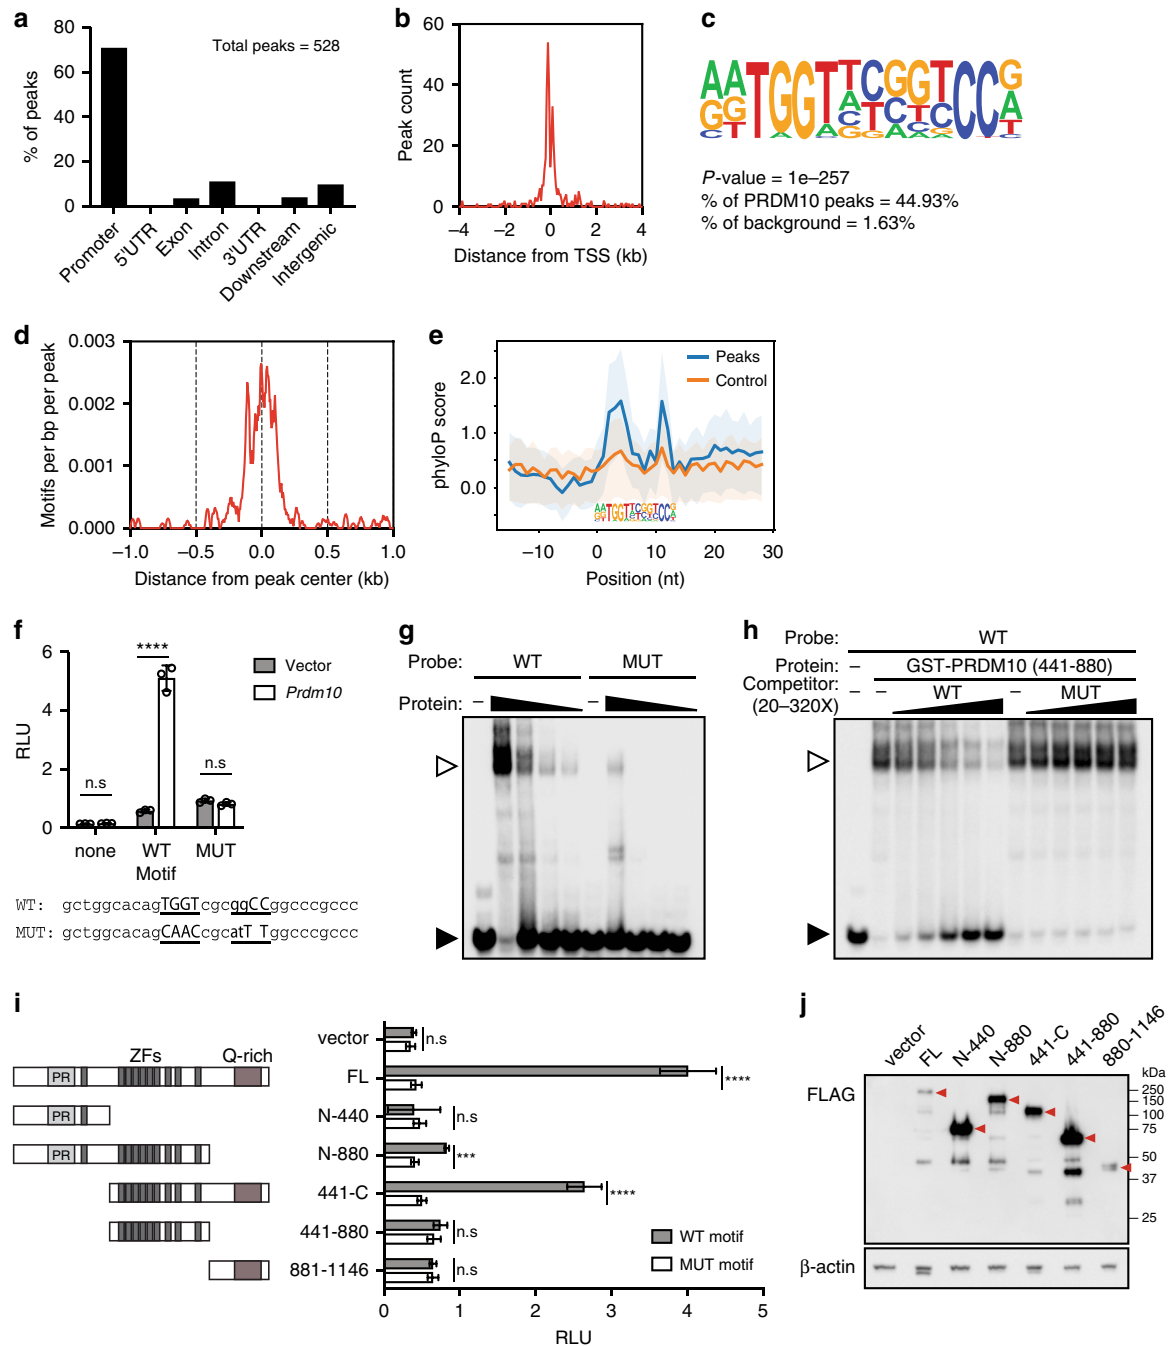 a
80
60
40
20
0
% of peaks
Total peaks = 528
Promoter
5'UTR
Exon
Intron
3'UTR
Downstream
Intergenic
b
60
40
20
0
Peak count
–4 –2 0 2 4
Distance from TSS (kb)
c
P-value = 1e–257
% of PRDM10 peaks = 44.93%
% of background = 1.63%
d
0.003
0.002
0.001
0.000
Motifs per bp per peak
–1.0 –0.5 0.0 0.5 1.0
Distance from peak center (kb)
e
2.0
1.0
0.0
phyloP score
Peaks
Control
–10 0 10 20 30
Position (nt)
f
6
4
2
0
RLU
n.s
****
n.s
Vector
Prdm10
none WT MUT
Motif
WT: gctggcacagTGGTcgcggCCggcccgccc
MUT: gctggcacagCAACcgcatT Tggcccgccc
g
Probe: WT MUT
Protein: – –
h
Probe: WT
Protein: – GST-PRDM10 (441-880)
Competitor: – – WT – MUT
(20–320X)
i
ZFs Q-rich
PR
PR
PR
vector n.s
FL ****
N-440 n.s
N-880 ***
441-C ****
441-880 n.s
881-1146 n.s
WT motif
MUT motif
0 1 2 3 4 5
RLU
j
vector
FL
N-440
N-880
441-C
441-880
880-1146
FLAG
kDa
250
150
100
75
50
37
25
β-actin